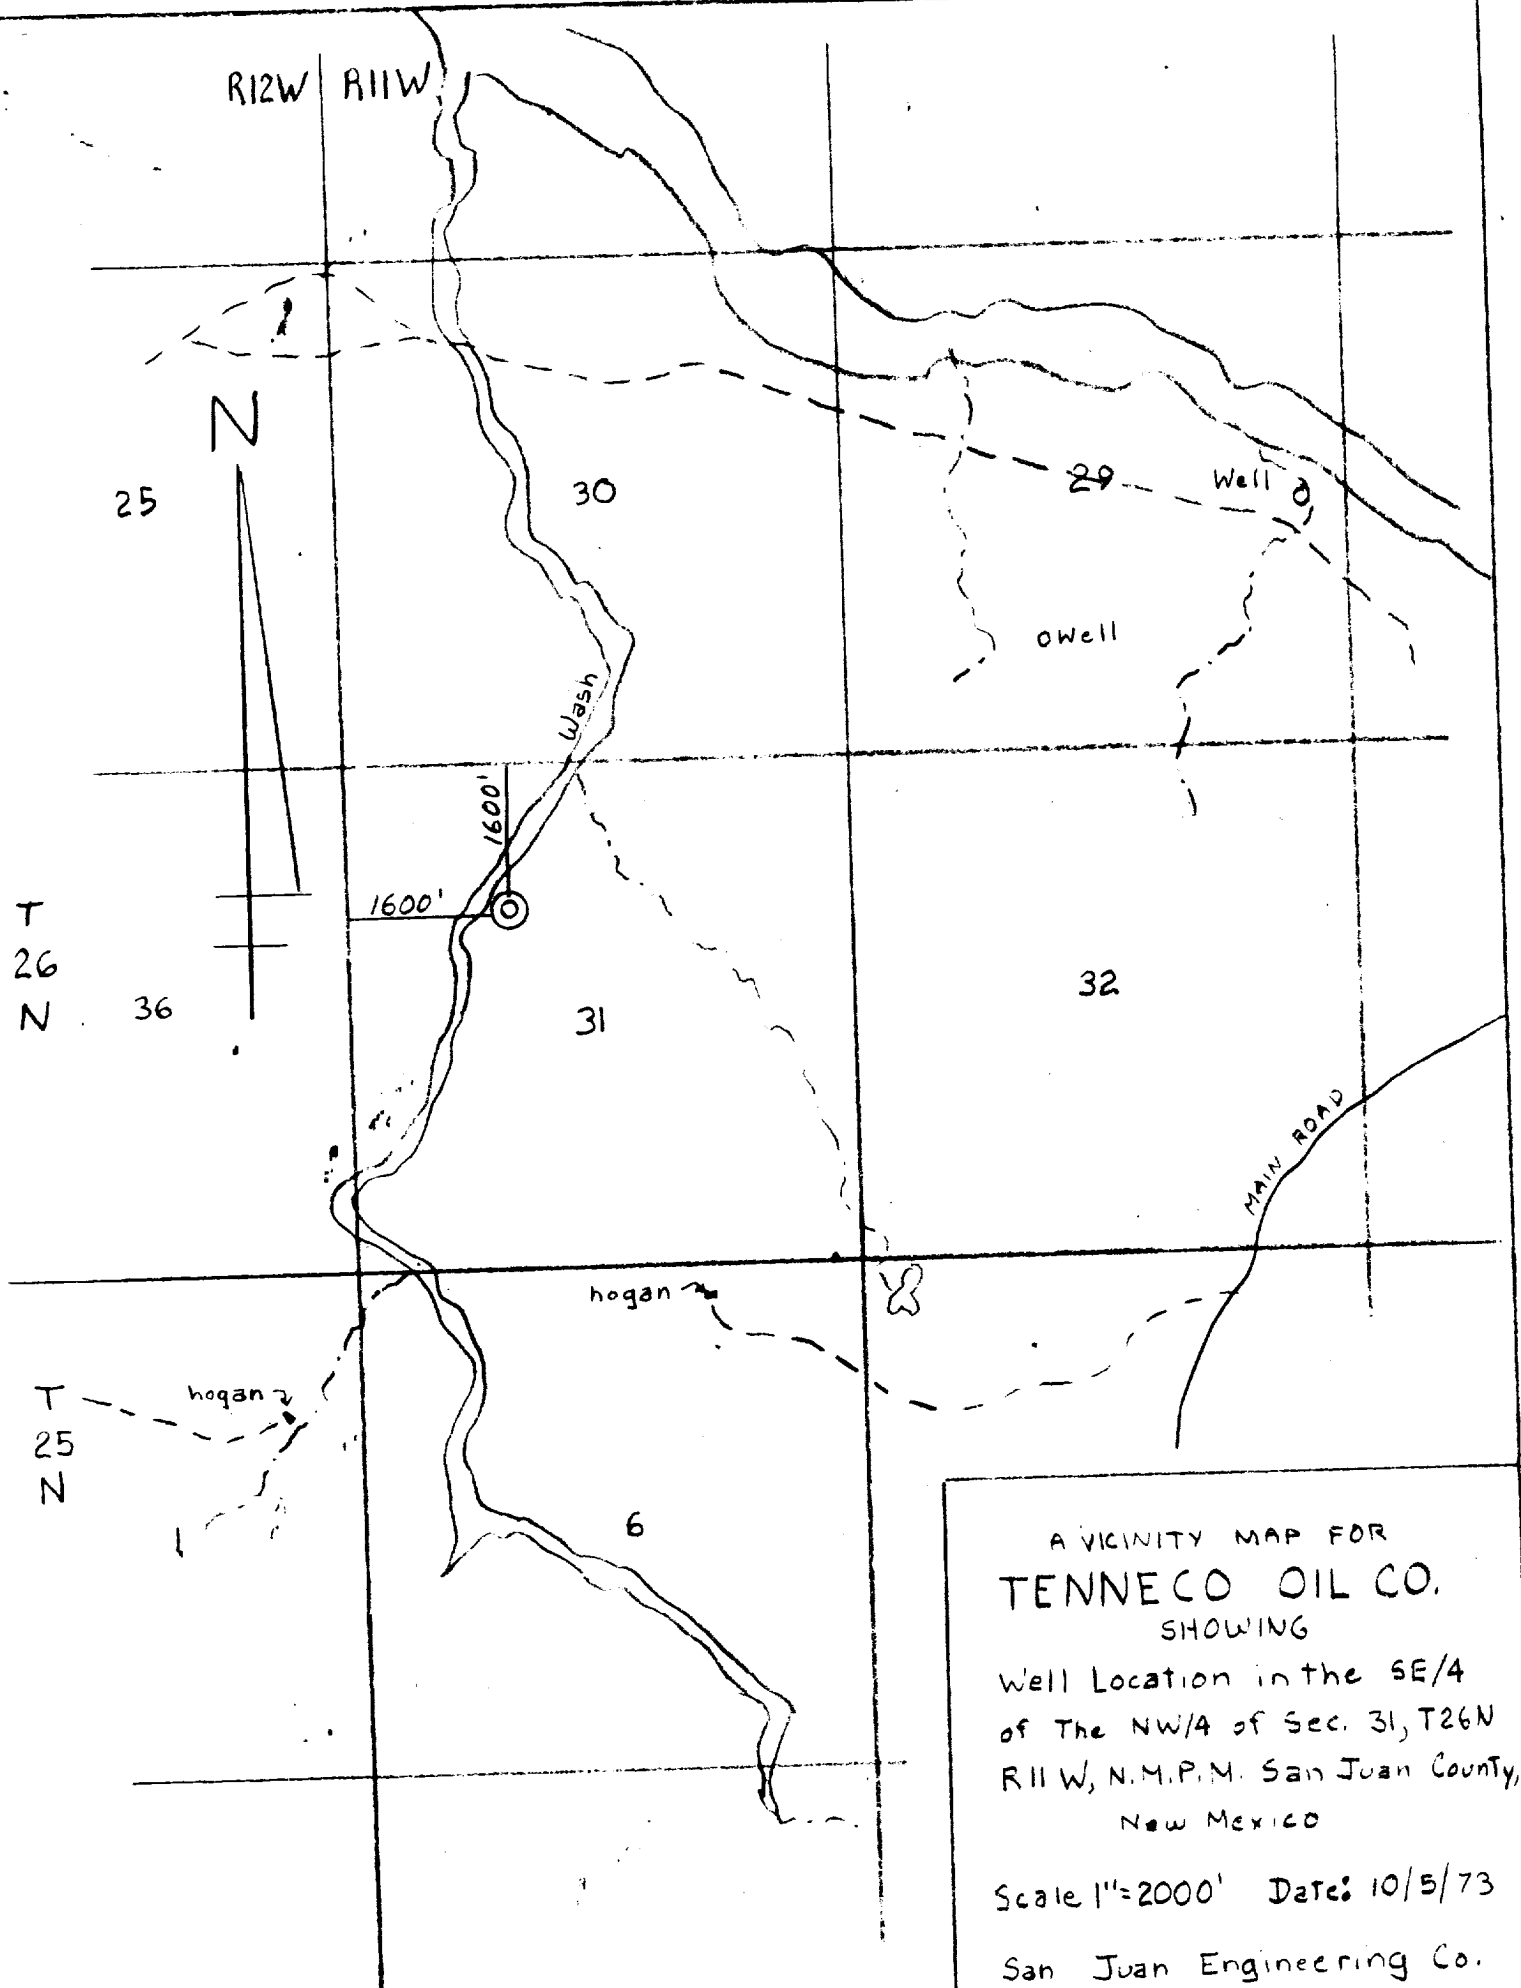 R12W R11W
N
25
30
29
Well
Well
Wash
1600'
1600'
T
26
N
36
31
32
MAIN ROAD
hogan
hogan
T
25
N
1
6
A VICINITY MAP FOR
TENNECO OIL CO.
SHOWING
Well Location in the SE/4
of The NW/4 of Sec. 31, T26N
R11W, N.M.P.M. San Juan County,
New Mexico
Scale 1"=2000' Date: 10/5/73
San Juan Engineering Co.